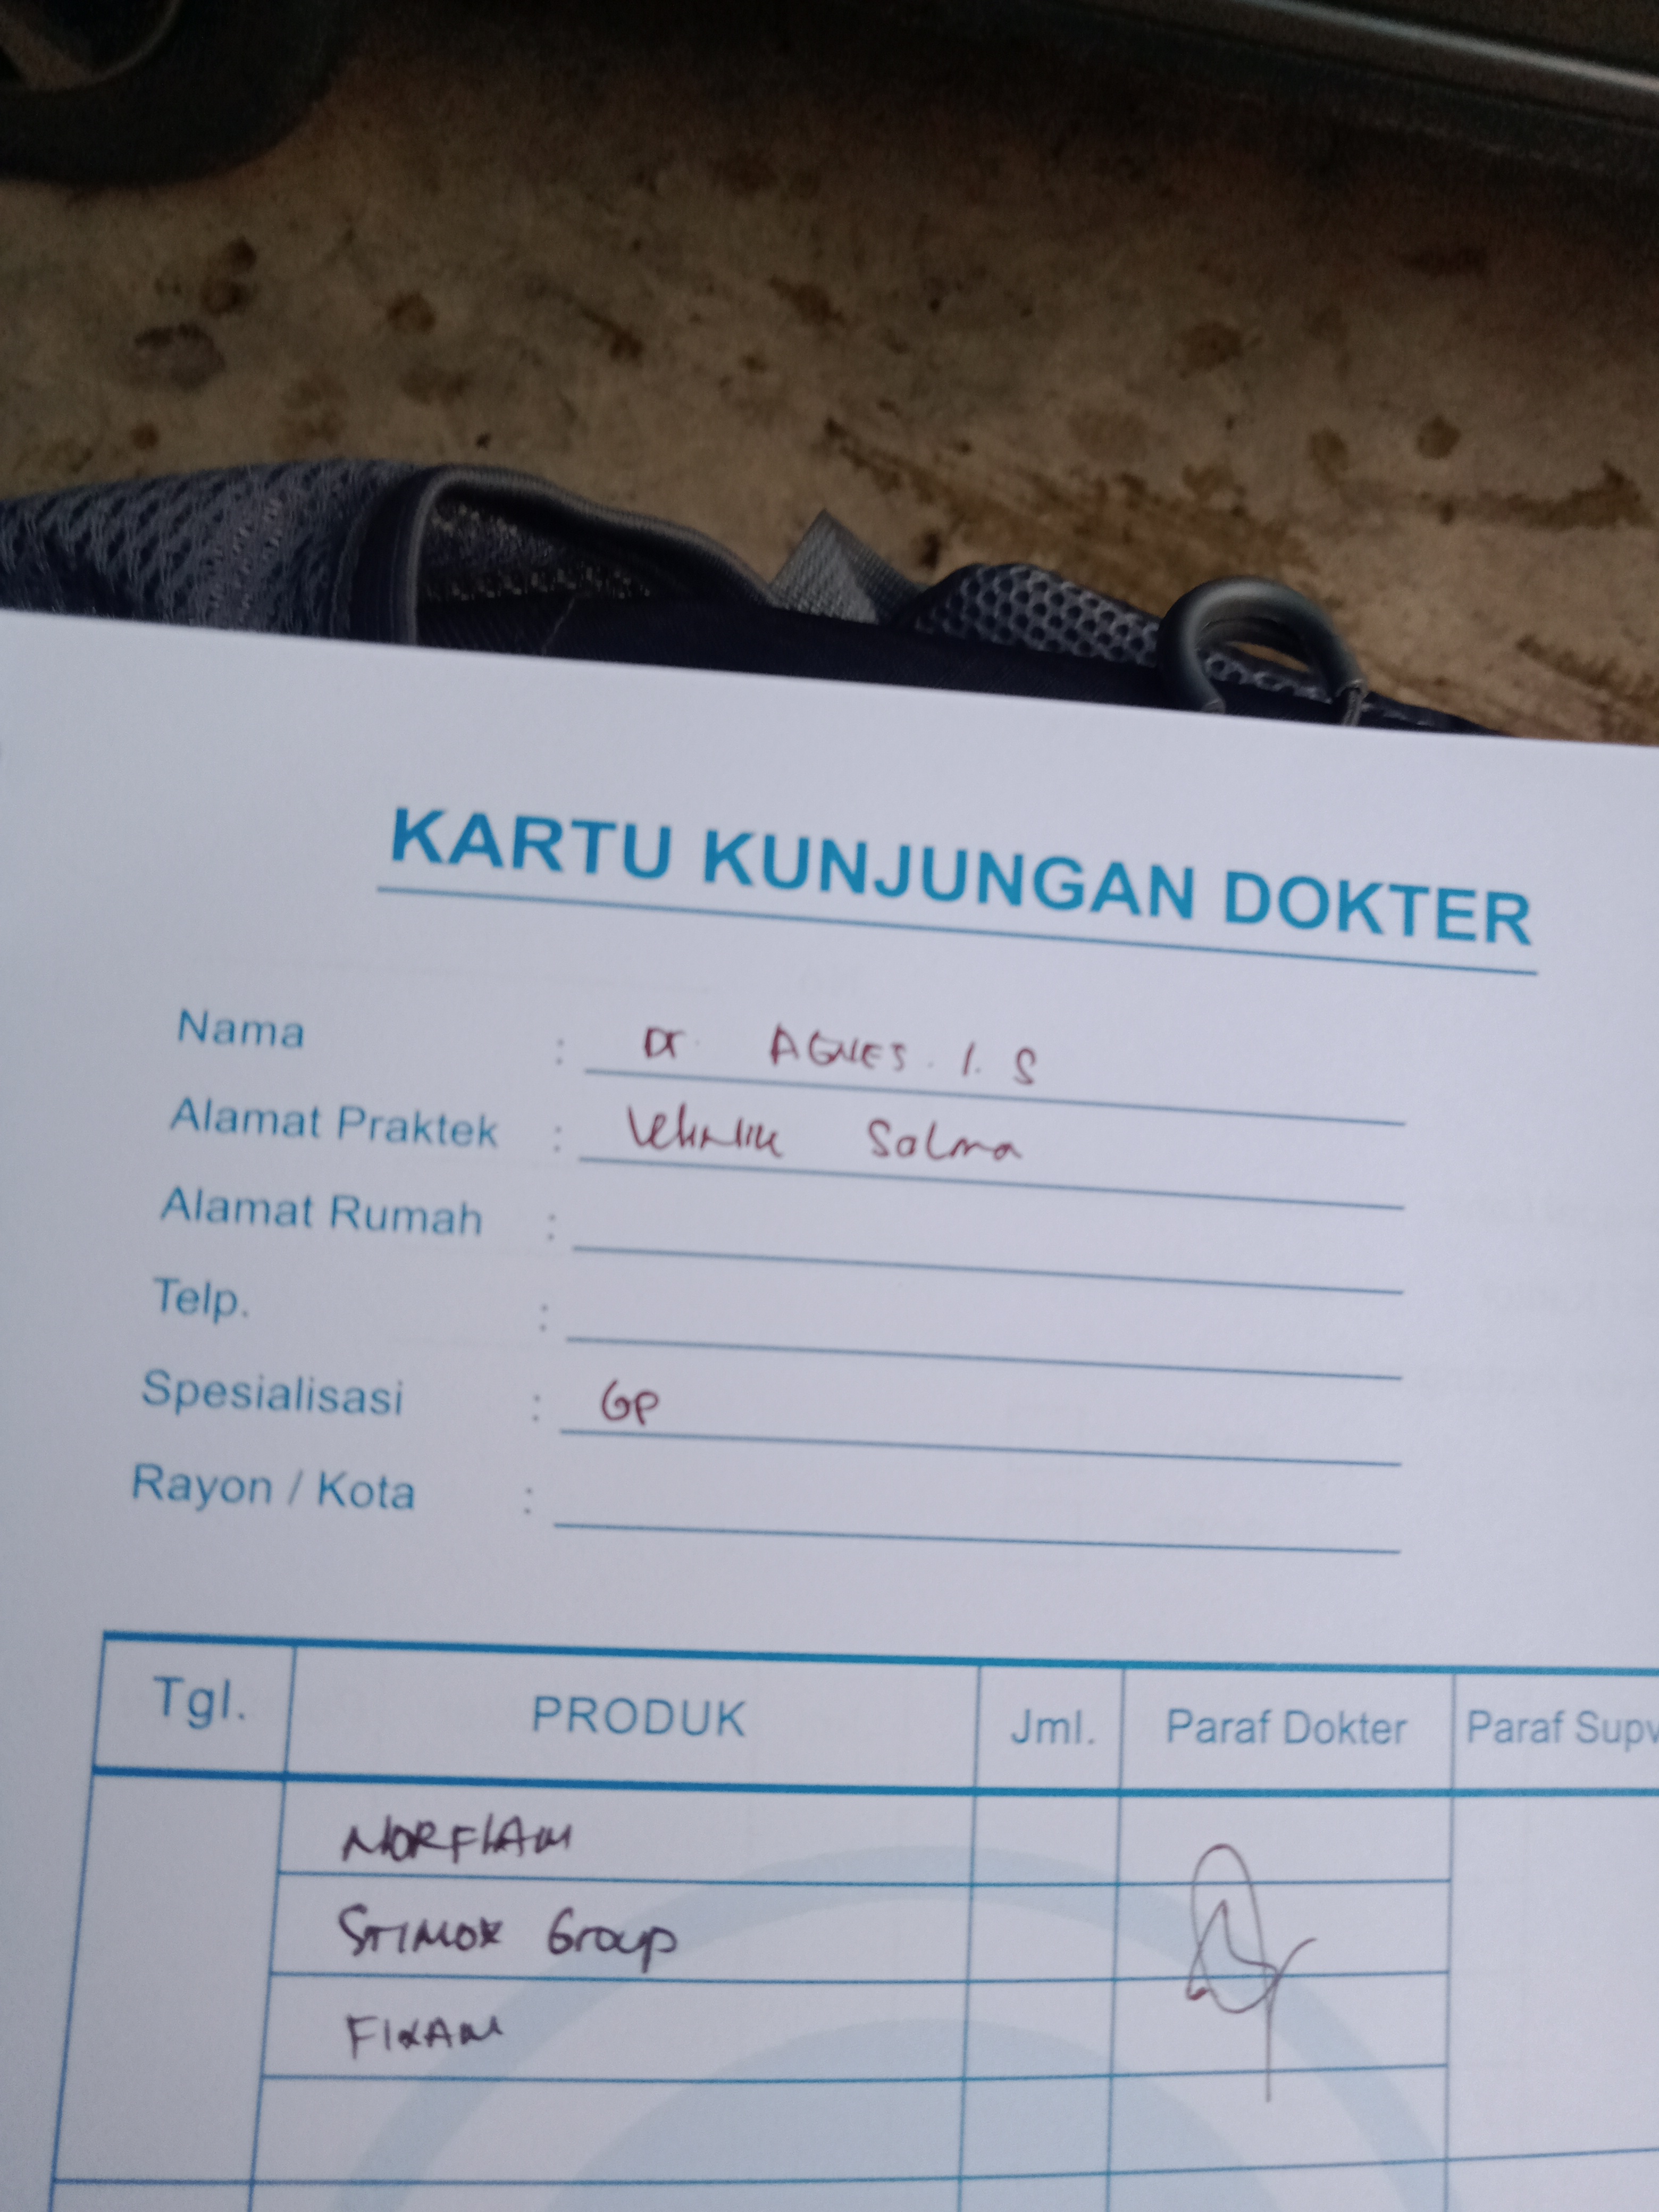 KARTU KUNJUNGAN DOKTER
Nama : Dr. AGNES. I. S
Alamat Praktek : Klinik Salma
Alamat Rumah :
Telp. :
Spesialisasi : GP
Rayon / Kota :
Tgl. PRODUK Jml. Paraf Dokter Paraf Supv
NORFLAM
STIMOX Group
FIXAM